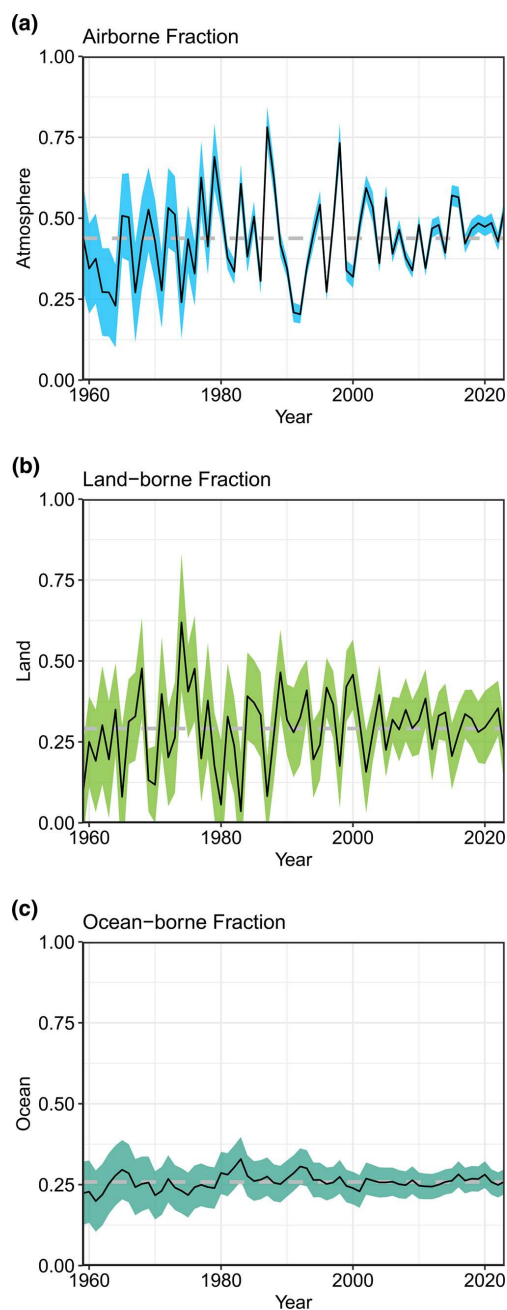 (a)
Airborne Fraction
1.00
0.75
0.50
0.25
0.00
Atmosphere
1960 1980 2000 2020
Year
(b)
Land−borne Fraction
1.00
0.75
0.50
0.25
0.00
Land
1960 1980 2000 2020
Year
(c)
Ocean−borne Fraction
1.00
0.75
0.50
0.25
0.00
Ocean
1960 1980 2000 2020
Year